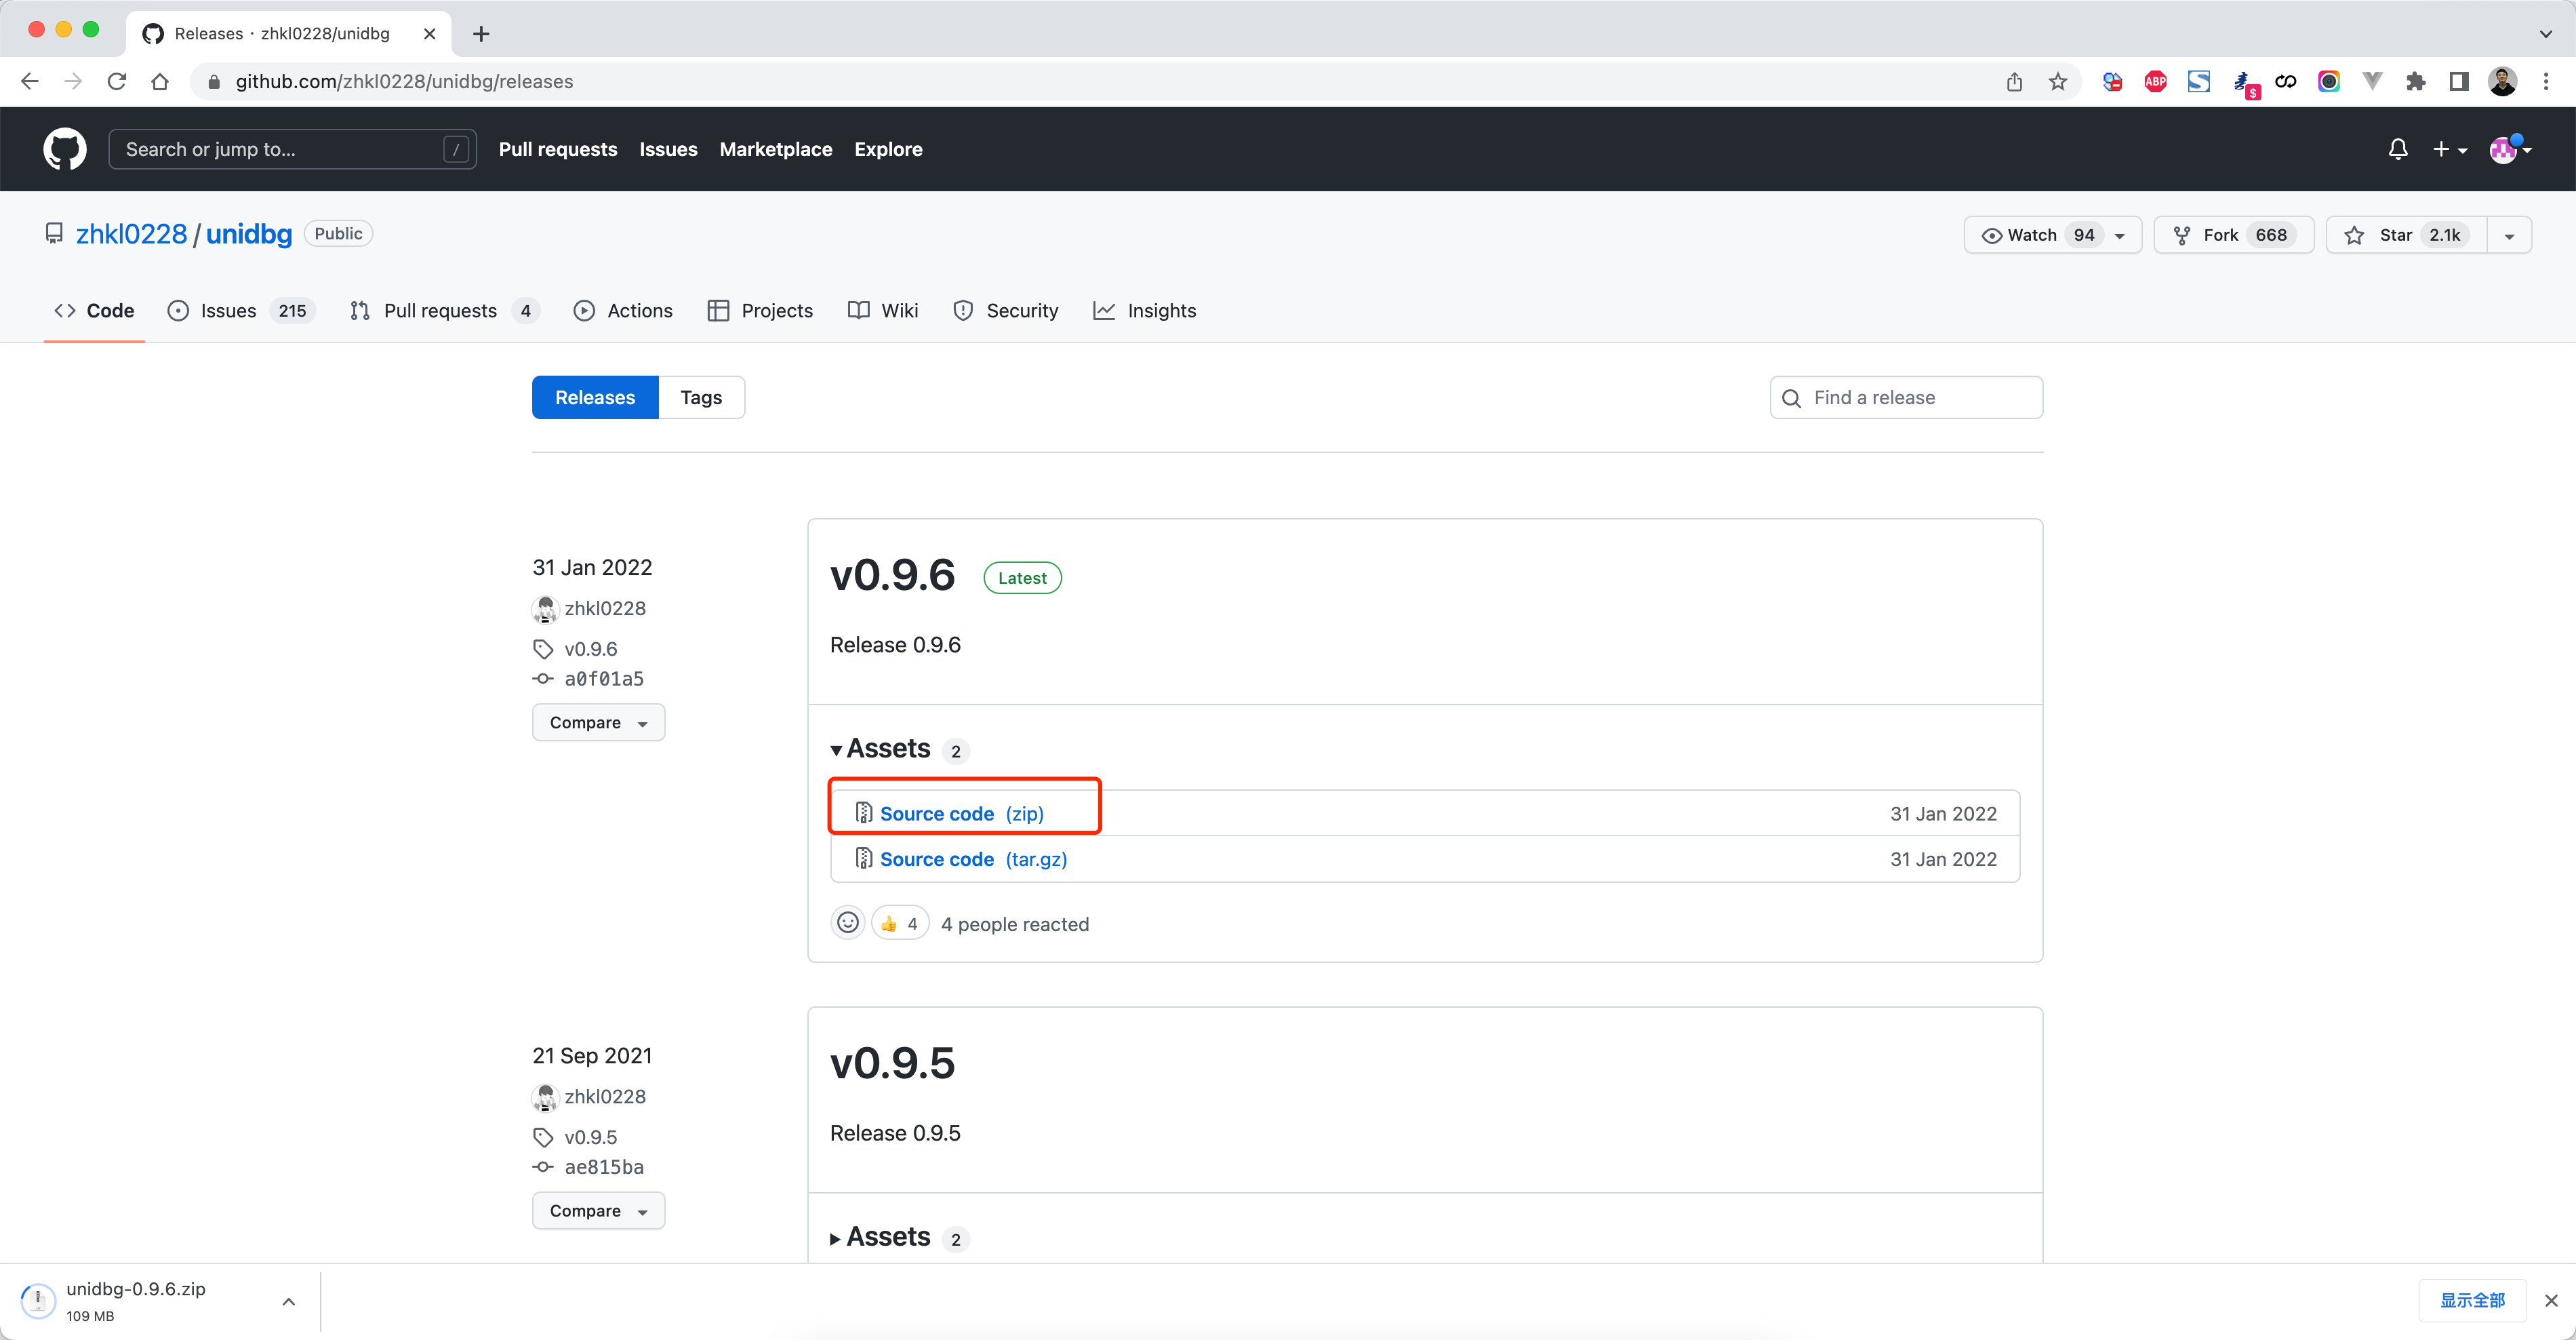 Releases · zhkl0228/unidbg
github.com/zhkl0228/unidbg/releases
ABP
$
Search or jump to...
/
Pull requests
Issues
Marketplace
Explore
zhkl0228 / unidbg
Public
Watch 94
Fork 668
Star 2.1k
Code
Issues 215
Pull requests 4
Actions
Projects
Wiki
Security
Insights
Releases
Tags
Find a release
31 Jan 2022
zhkl0228
v0.9.6
a0f01a5
Compare
v0.9.6
Latest
Release 0.9.6
Assets 2
Source code (zip)
31 Jan 2022
Source code (tar.gz)
31 Jan 2022
4
4 people reacted
21 Sep 2021
zhkl0228
v0.9.5
ae815ba
Compare
v0.9.5
Release 0.9.5
Assets 2
unidbg-0.9.6.zip
109 MB
显示全部